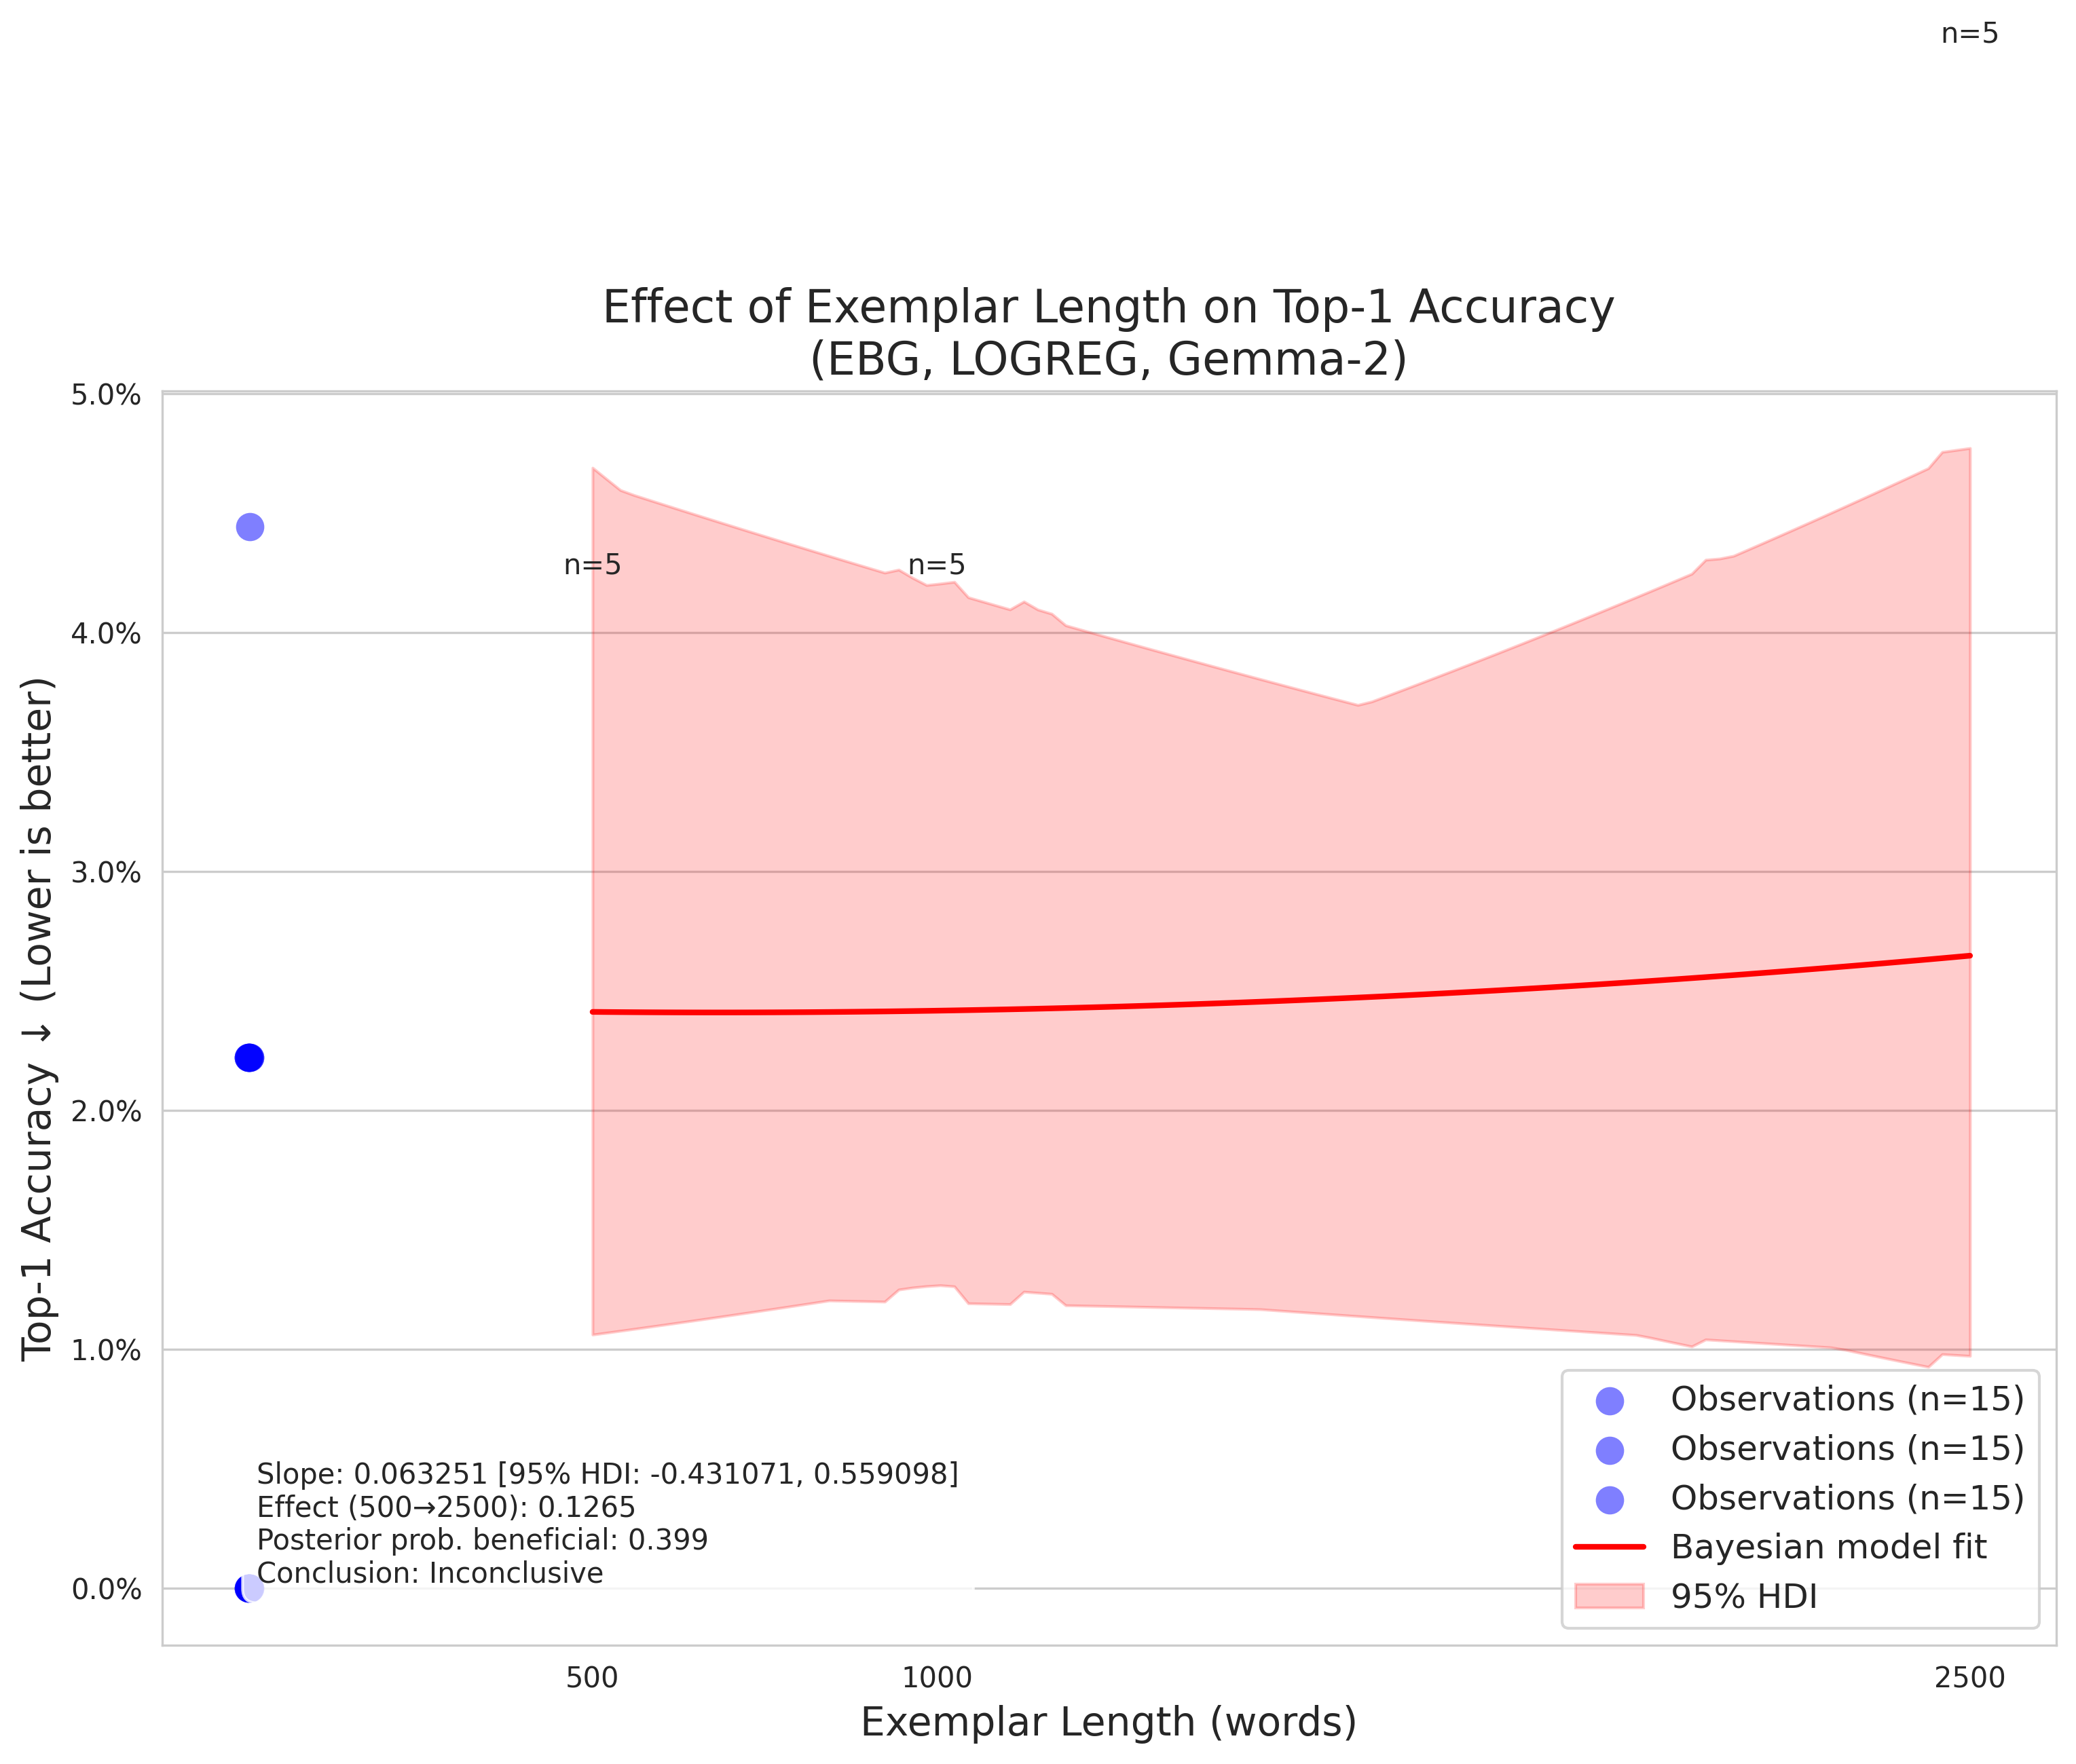 n=5
Effect of Exemplar Length on Top-1 Accuracy
(EBG, LOGREG, Gemma-2)
Top-1 Accuracy ↓ (Lower is better)
5.0%
4.0%
3.0%
2.0%
1.0%
0.0%
n=5
n=5
Slope: 0.063251 [95% HDI: -0.431071, 0.559098]
Effect (500→2500): 0.1265
Posterior prob. beneficial: 0.399
Conclusion: Inconclusive
Observations (n=15)
Observations (n=15)
Observations (n=15)
Bayesian model fit
95% HDI
500
1000
2500
Exemplar Length (words)